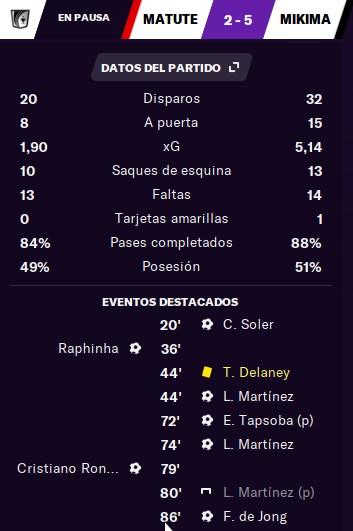 EN PAUSA MATUTE 2 - 5 MIKIMA
DATOS DEL PARTIDO
20 Disparos 32
8 A puerta 15
1,90 xG 5,14
10 Saques de esquina 13
13 Faltas 14
0 Tarjetas amarillas 1
84% Pases completados 88%
49% Posesión 51%
EVENTOS DESTACADOS
20' C. Soler
Raphinha 36'
44' T. Delaney
44' L. Martínez
72' E. Tapsoba (p)
74' L. Martínez
Cristiano Ron... 79'
80' L. Martínez (p)
86' F. de Jong